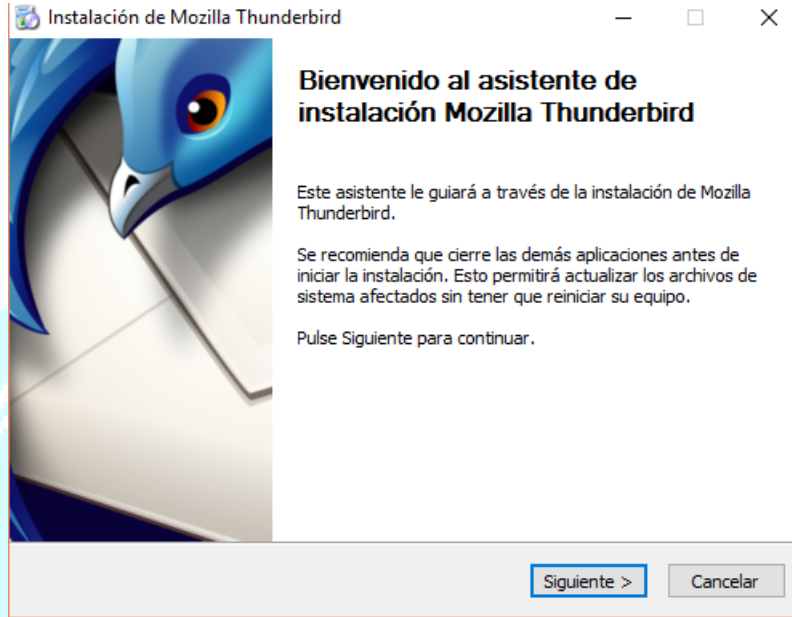 Instalación de Mozilla Thunderbird
Bienvenido al asistente de
instalación Mozilla Thunderbird
Este asistente le guiará a través de la instalación de Mozilla
Thunderbird.
Se recomienda que cierre las demás aplicaciones antes de
iniciar la instalación. Esto permitirá actualizar los archivos de
sistema afectados sin tener que reiniciar su equipo.
Pulse Siguiente para continuar.
Siguiente >
Cancelar